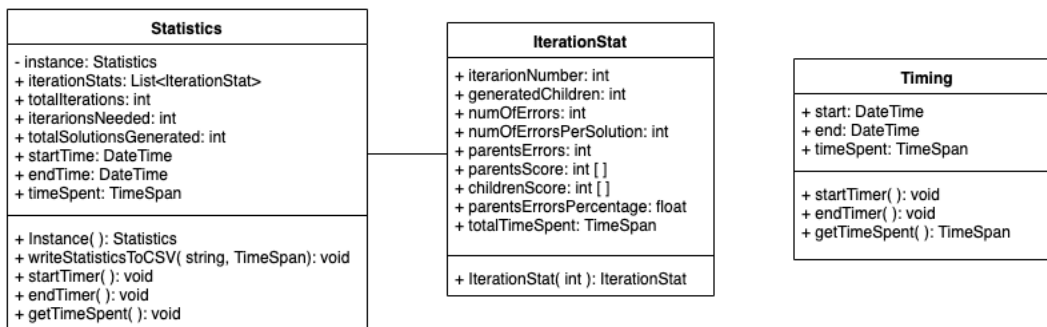 Statistics
- instance: Statistics
+ iterationStats: List<IterationStat>
+ totalIterations: int
+ iterarionsNeeded: int
+ totalSolutionsGenerated: int
+ startTime: DateTime
+ endTime: DateTime
+ timeSpent: TimeSpan
+ Instance( ): Statistics
+ writeStatisticsToCSV( string, TimeSpan): void
+ startTimer( ): void
+ endTimer( ): void
+ getTimeSpent( ): void
IterationStat
+ iterarionNumber: int
+ generatedChildren: int
+ numOfErrors: int
+ numOfErrorsPerSolution: int
+ parentsErrors: int
+ parentsScore: int [ ]
+ childrenScore: int [ ]
+ parentsErrorsPercentage: float
+ totalTimeSpent: TimeSpan
+ IterationStat( int ): IterationStat
Timing
+ start: DateTime
+ end: DateTime
+ timeSpent: TimeSpan
+ startTimer( ): void
+ endTimer( ): void
+ getTimeSpent( ): TimeSpan